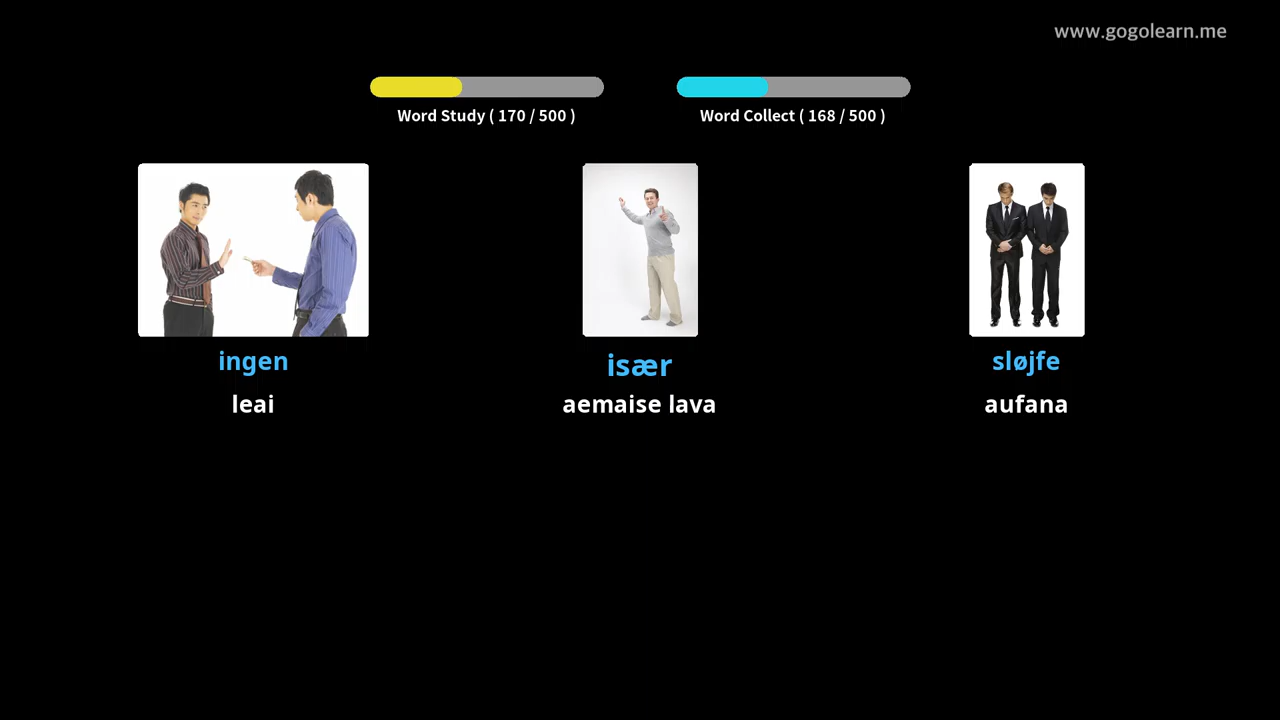 www.gogolearn.me
Word Study ( 170 / 500 )
Word Collect ( 168 / 500 )
ingen
især
sløjfe
leai
aemaise lava
aufana